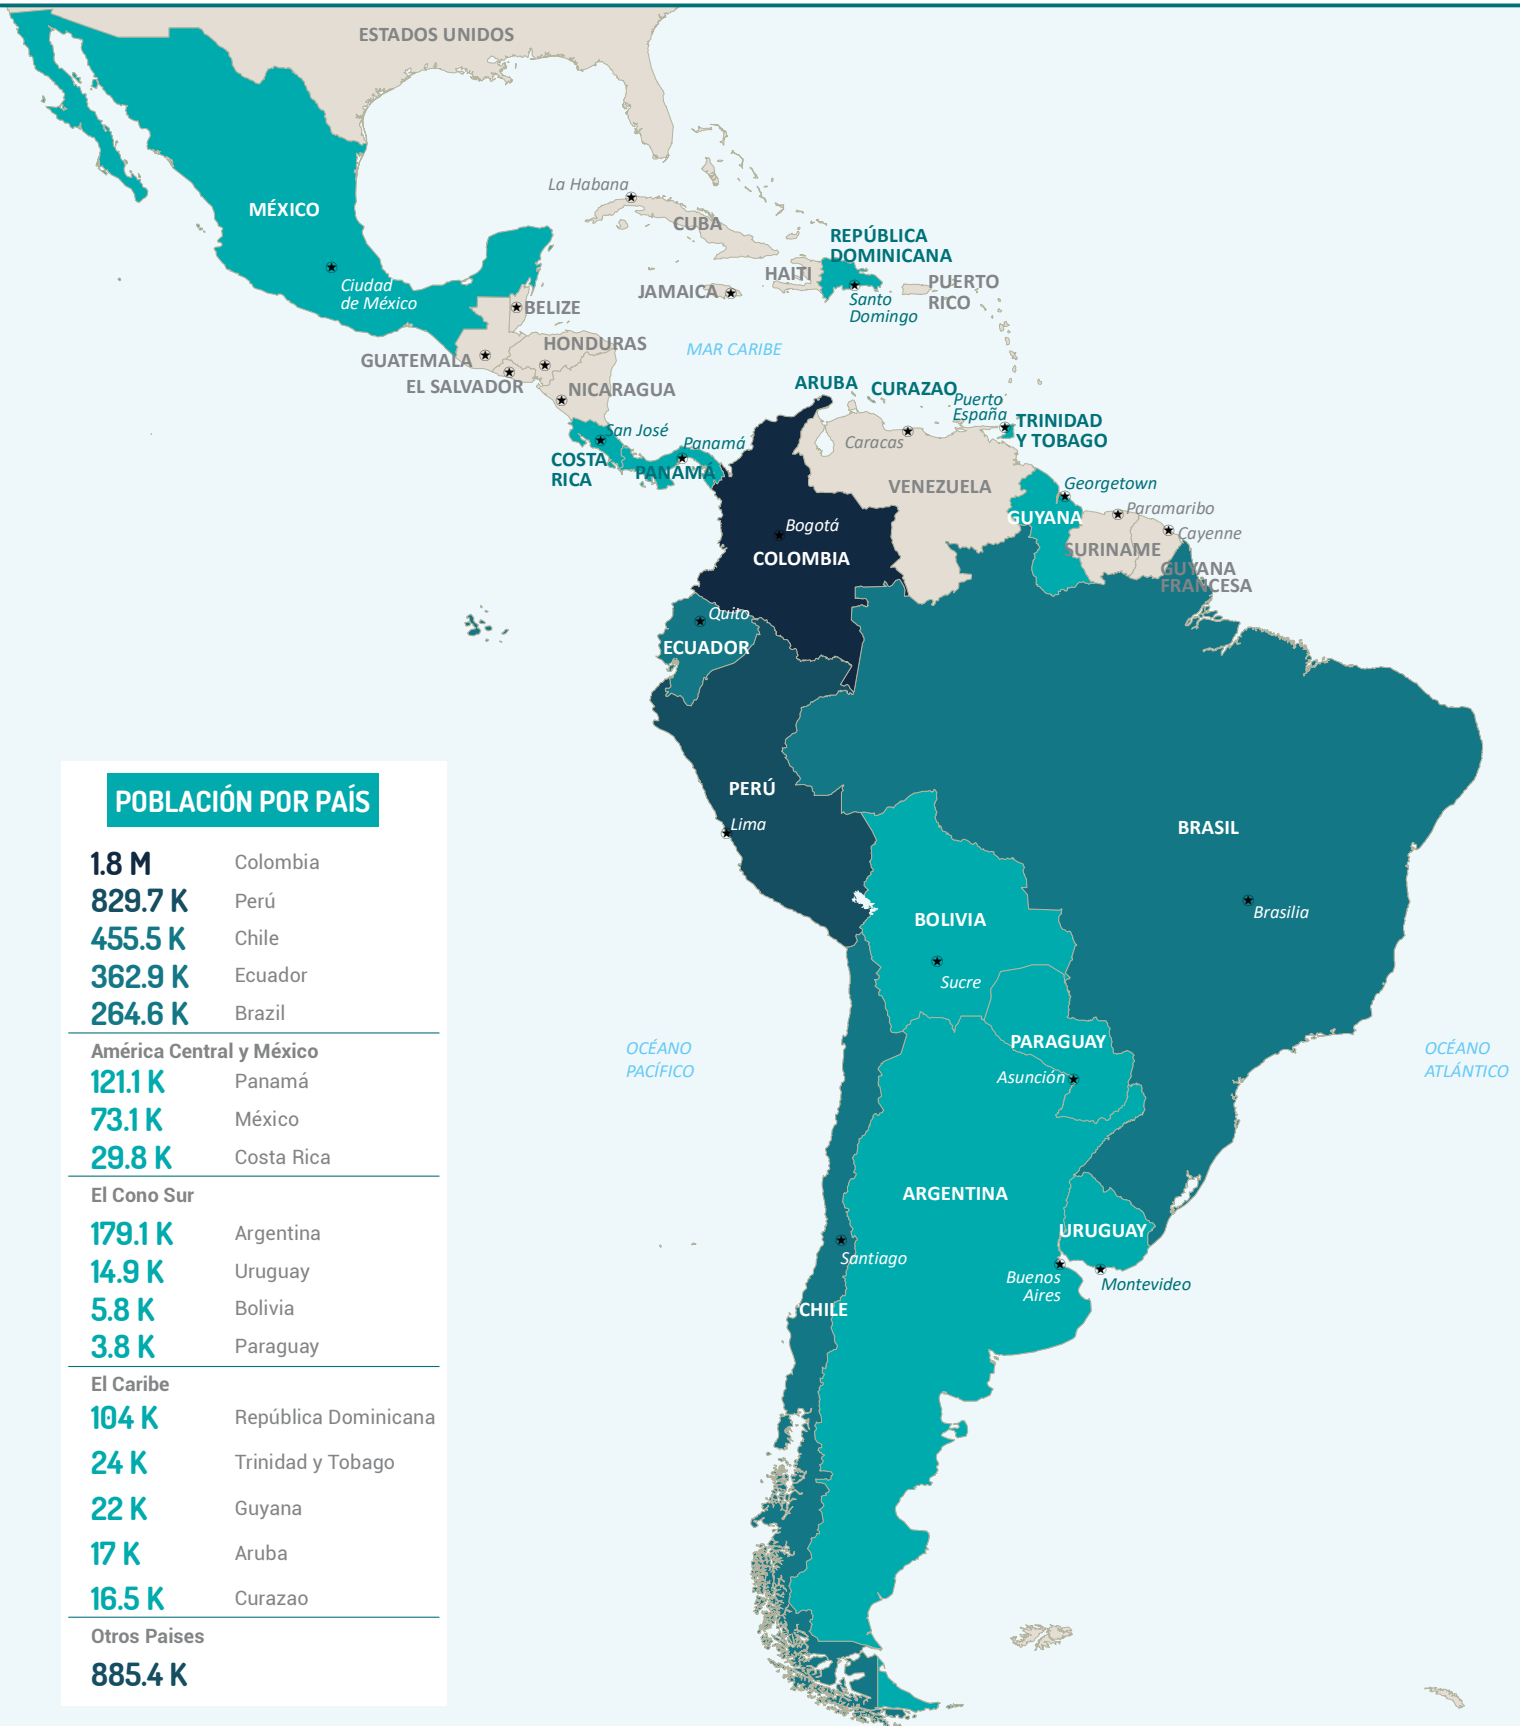 ESTADOS UNIDOS
MÉXICO
Ciudad
de México
La Habana
CUBA
REPÚBLICA
DOMINICANA
HAITI
JAMAICA
Santo
Domingo
PUERTO
RICO
BELIZE
HONDURAS
GUATEMALA
EL SALVADOR
NICARAGUA
MAR CARIBE
ARUBA
CURAZAO
Puerto
España
TRINIDAD
Y TOBAGO
San José
COSTA
RICA
Panamá
PANAMÁ
Caracas
VENEZUELA
Georgetown
GUYANA
Paramaribo
SURINAME
Cayenne
GUYANA
FRANCESA
Bogotá
COLOMBIA
Quito
ECUADOR
PERÚ
Lima
BRASIL
Brasilia
BOLIVIA
Sucre
PARAGUAY
Asunción
OCÉANO
PACÍFICO
OCÉANO
ATLÁNTICO
ARGENTINA
URUGUAY
Santiago
Buenos
Aires
Montevideo
CHILE
POBLACIÓN POR PAÍS
1.8 M Colombia
829.7 K Perú
455.5 K Chile
362.9 K Ecuador
264.6 K Brazil
América Central y México
121.1 K Panamá
73.1 K México
29.8 K Costa Rica
El Cono Sur
179.1 K Argentina
14.9 K Uruguay
5.8 K Bolivia
3.8 K Paraguay
El Caribe
104 K República Dominicana
24 K Trinidad y Tobago
22 K Guyana
17 K Aruba
16.5 K Curazao
Otros Paises
885.4 K